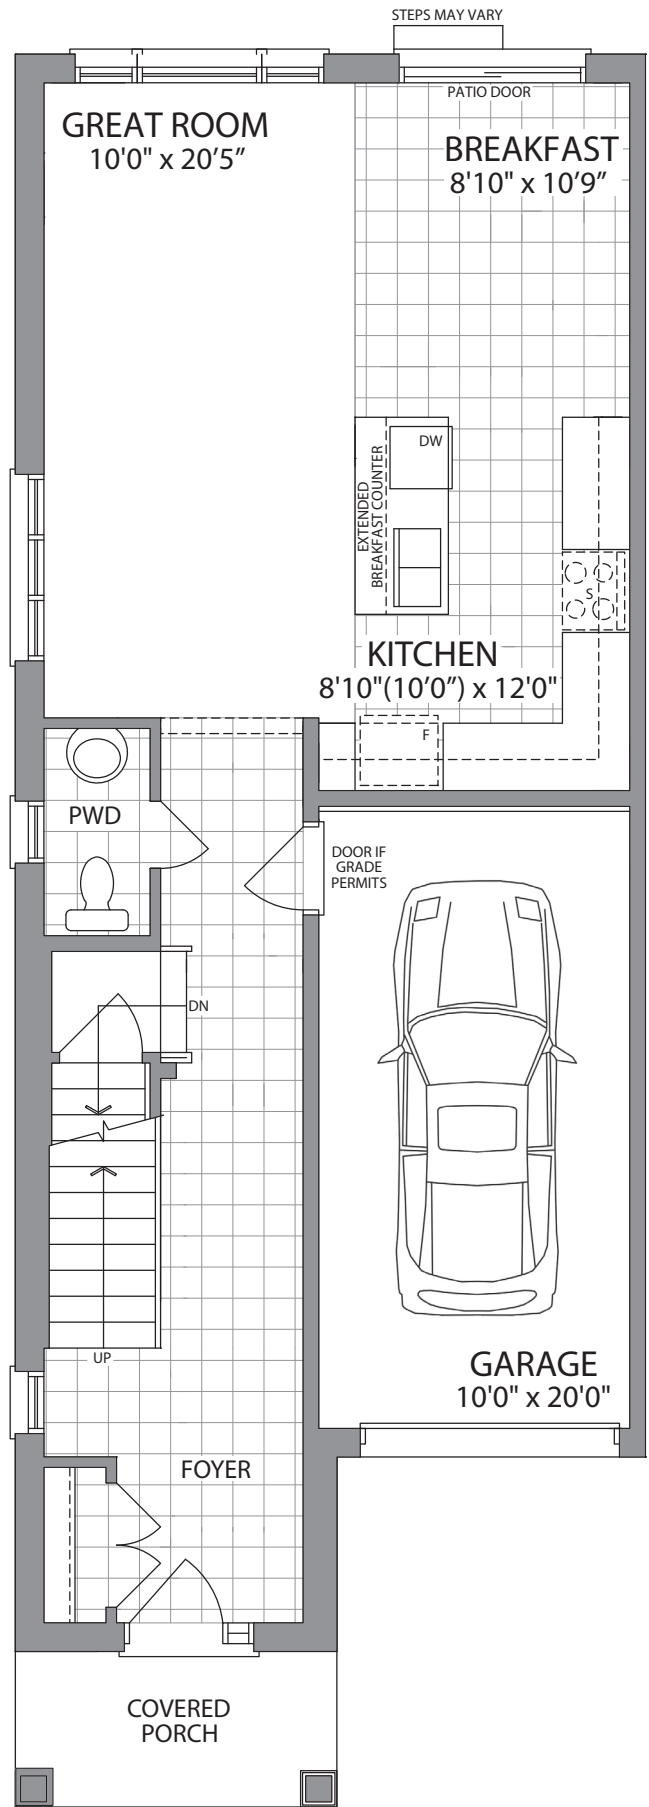 STEPS MAY VARY
PATIO DOOR
GREAT ROOM
10'0" x 20'5"
BREAKFAST
8'10" x 10'9"
DW
EXTENDED
BREAKFAST COUNTER
S
KITCHEN
8'10"(10'0") x 12'0"
F
PWD
DOOR IF
GRADE
PERMITS
DN
UP
GARAGE
10'0" x 20'0"
FOYER
COVERED
PORCH